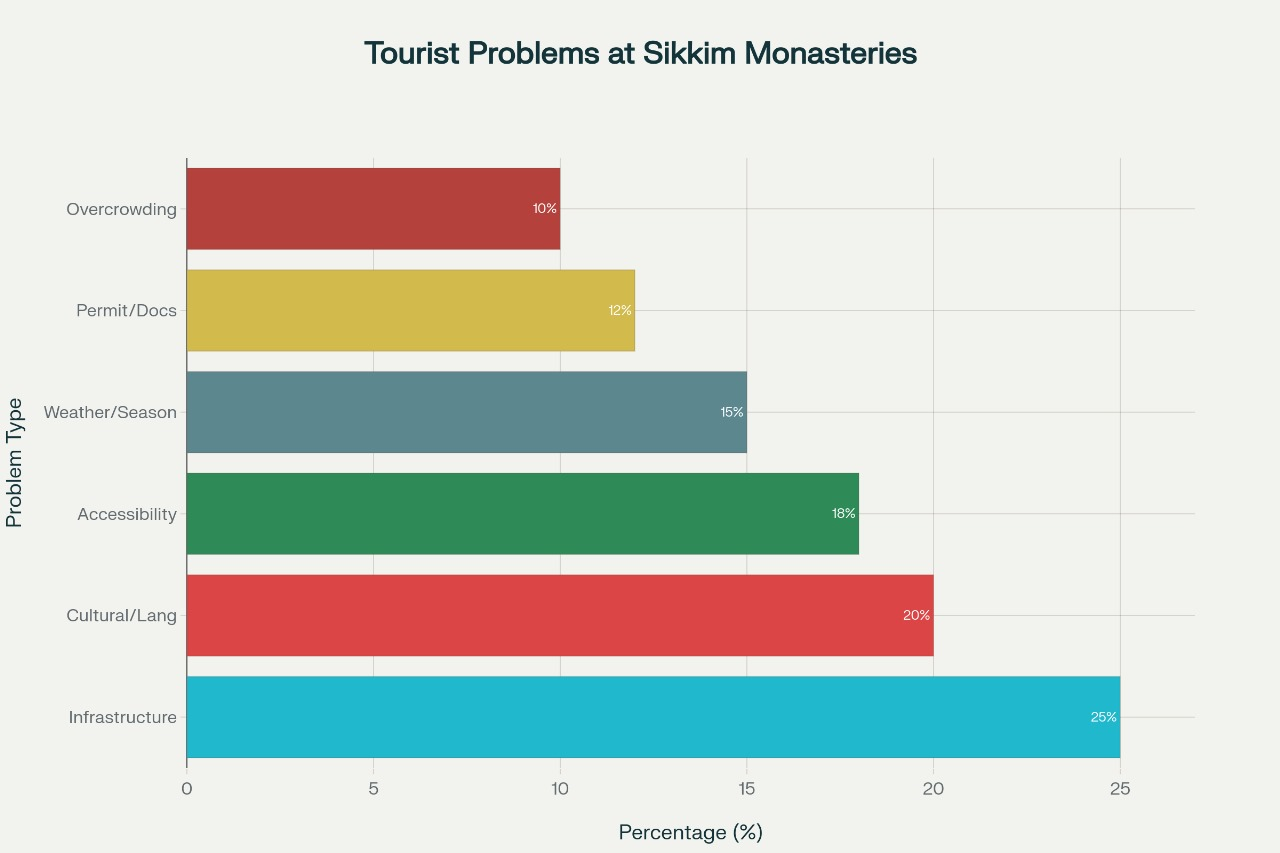 Tourist Problems at Sikkim Monasteries
Problem Type
Overcrowding 10%
Permit/Docs 12%
Weather/Season 15%
Accessibility 18%
Cultural/Lang 20%
Infrastructure 25%
0 5 10 15 20 25
Percentage (%)